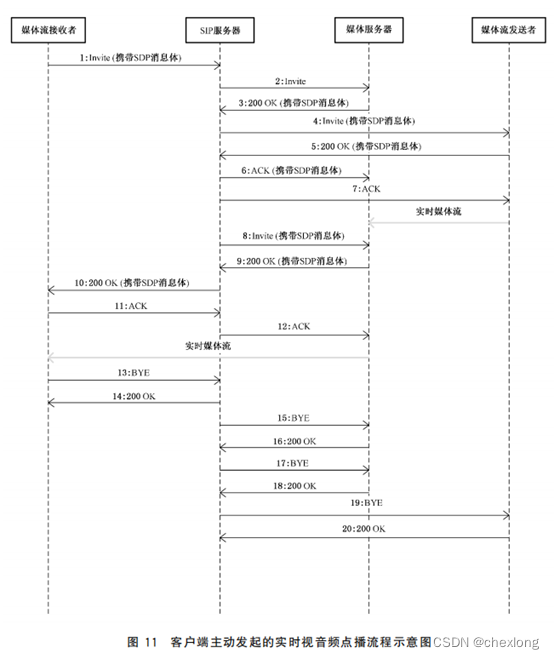 媒体流接收者
SIP服务器
媒体服务器
媒体流发送者
1:Invite (携带SDP消息体)
2:Invite
3:200 OK (携带SDP消息体)
4:Invite (携带SDP消息体)
5:200 OK (携带SDP消息体)
6:ACK (携带SDP消息体)
7:ACK
实时媒体流
8:Invite (携带SDP消息体)
9:200 OK (携带SDP消息体)
10:200 OK (携带SDP消息体)
11:ACK
12:ACK
实时媒体流
13:BYE
14:200 OK
15:BYE
16:200 OK
17:BYE
18:200 OK
19:BYE
20:200 OK
图 11 客户端主动发起的实时视音频点播流程示意图
CSDN @chexlong